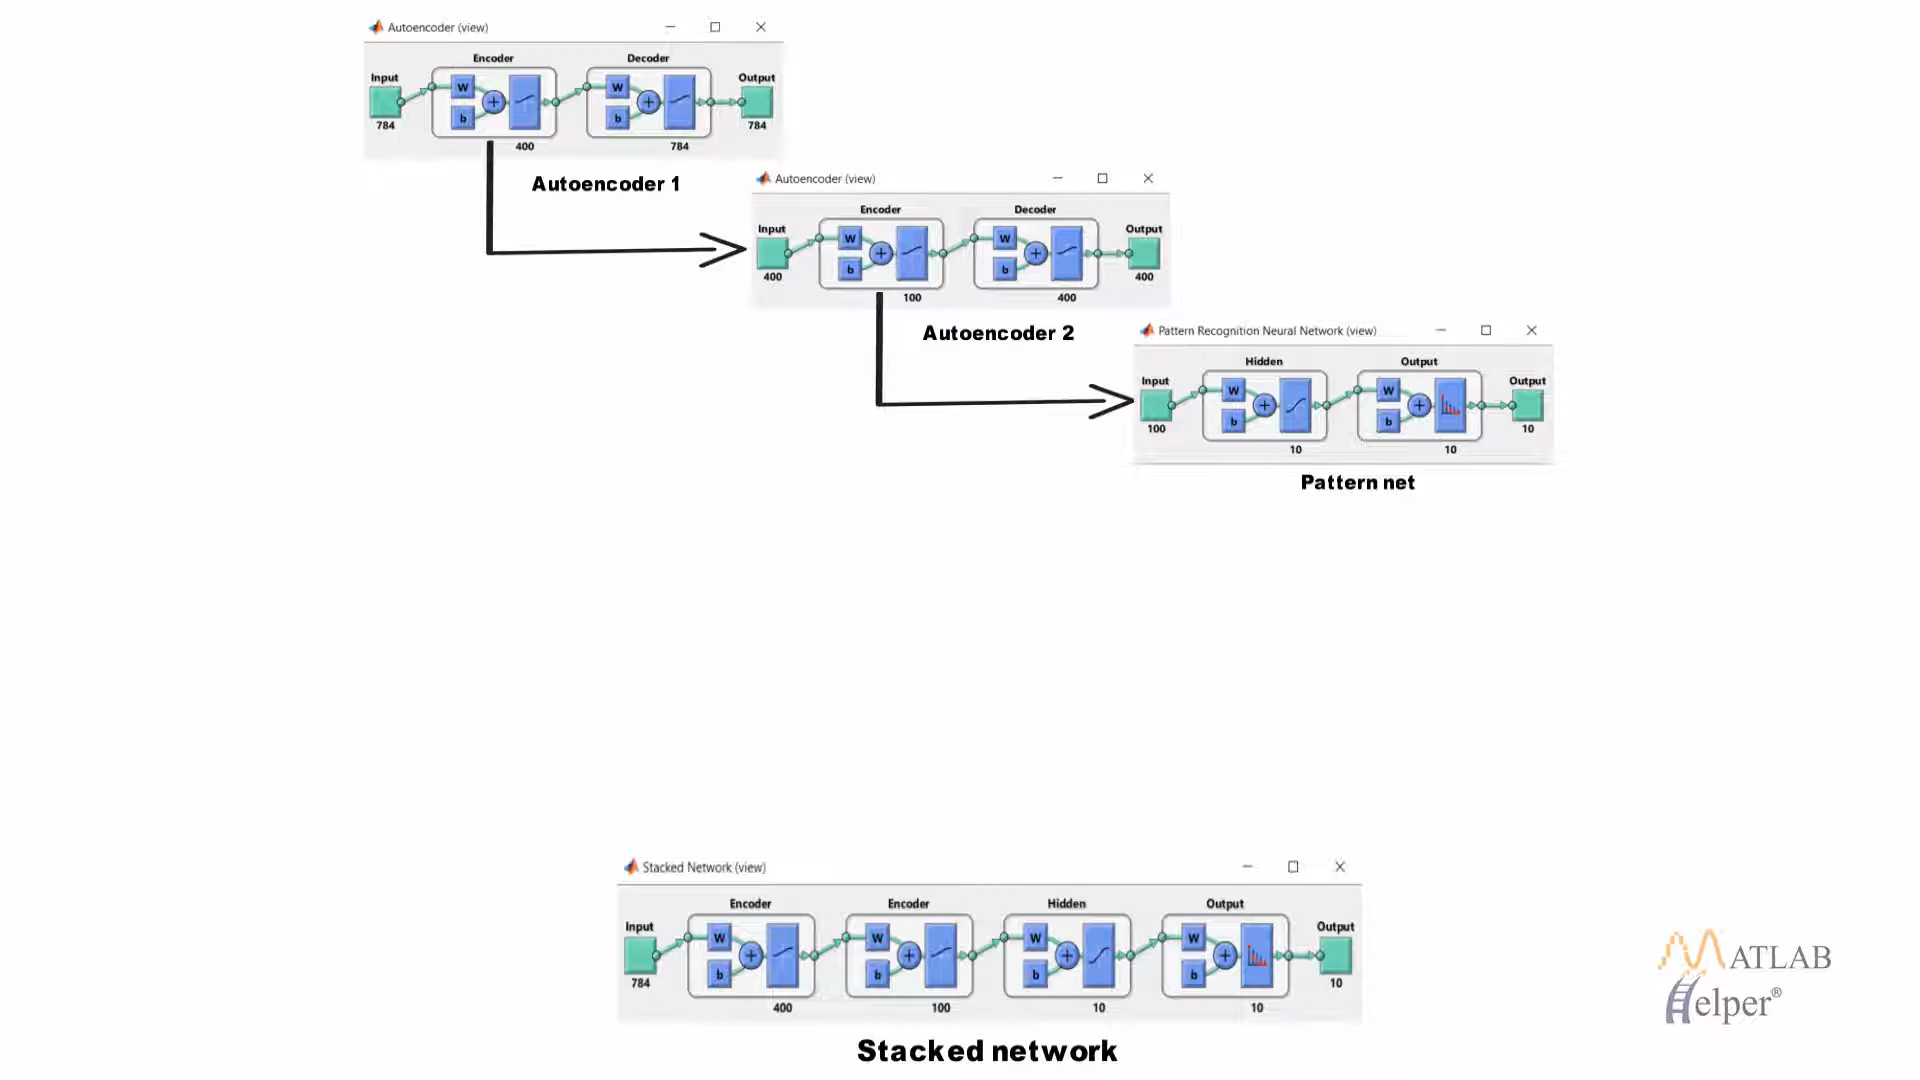 Autoencoder (view)
Encoder Decoder
Input Output
W W
b b
784 784
400 784
Autoencoder 1
Autoencoder (view)
Encoder Decoder
Input Output
W W
b b
400 400
100 400
Autoencoder 2
Pattern Recognition Neural Network (view)
Hidden Output
Input Output
W W
b b
100 10
10 10
Pattern net
Stacked Network (view)
Encoder Encoder Hidden Output
Input Output
W W W W
b b b b
784 10
400 100 10 10
Stacked network
MATLAB
Helper®